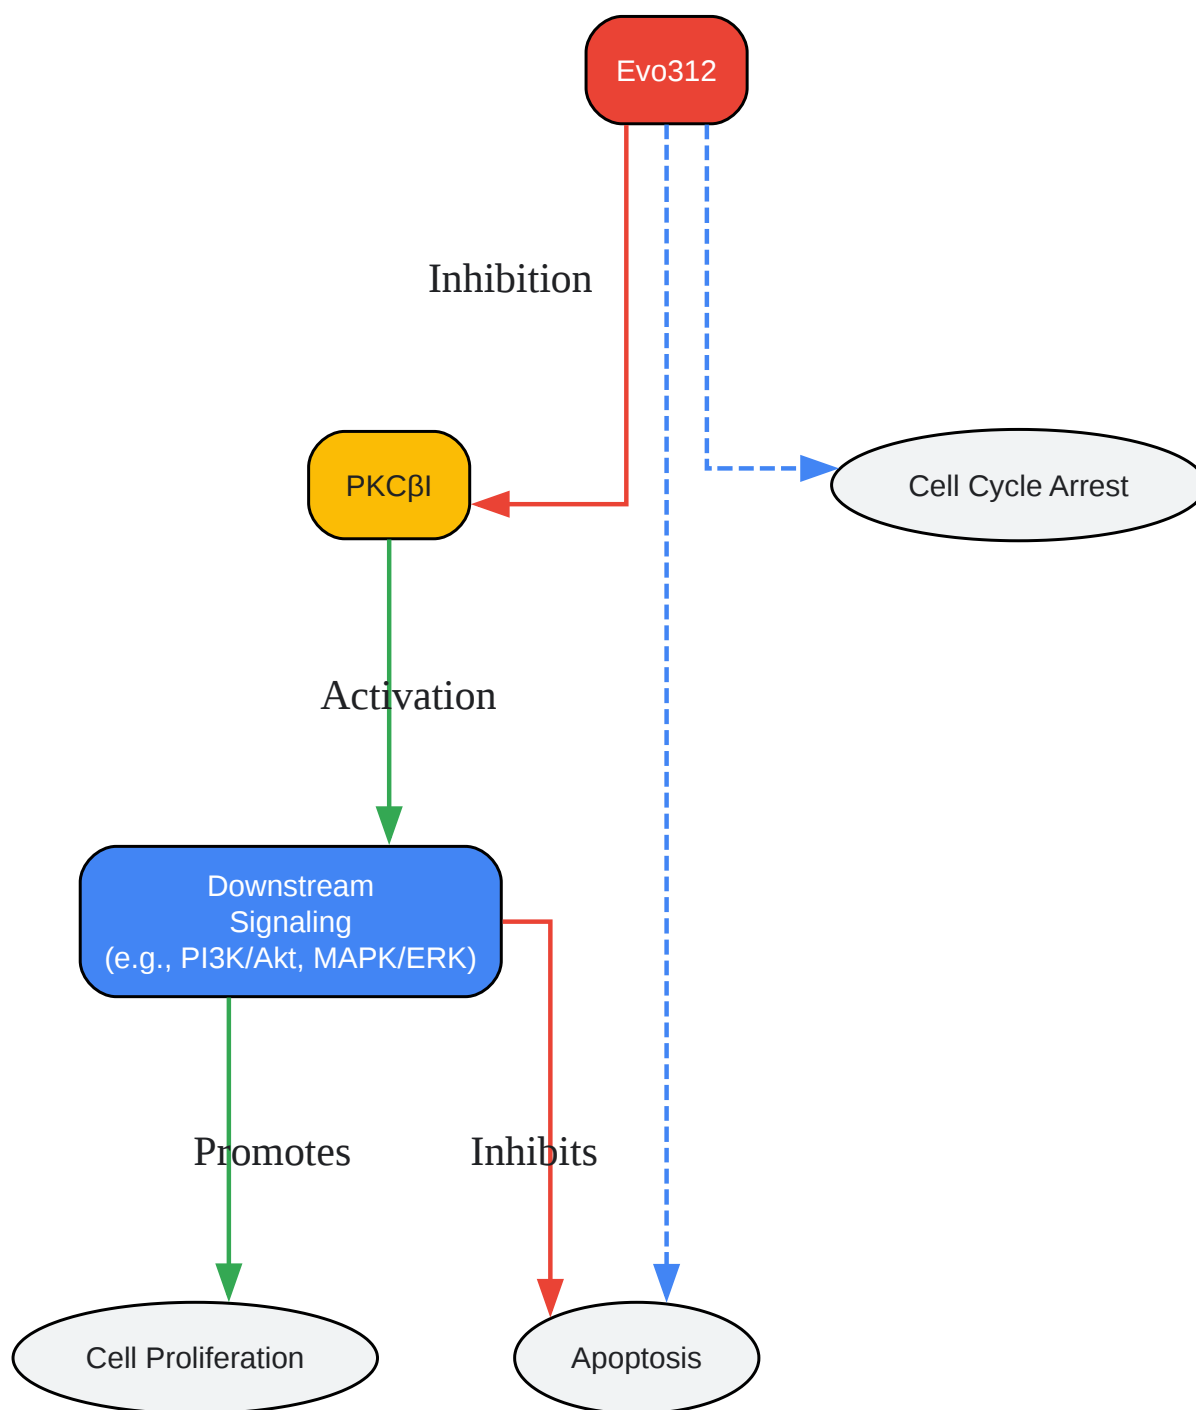 Evo312
Inhibition
PKCβI
Cell Cycle Arrest
Activation
Downstream
Signaling
(e.g., PI3K/Akt, MAPK/ERK)
Promotes
Inhibits
Cell Proliferation
Apoptosis